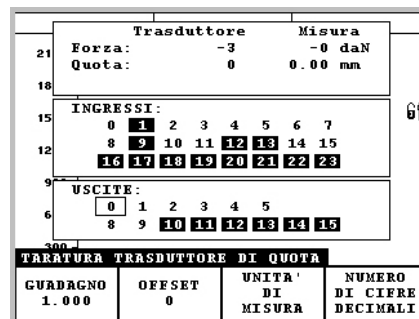 Trasduttore Misura
Forza: -3 -0 daN
Quota: 0 0.00 mm
21
18
15
12
9
6
300
INGRESSI:
0 1 2 3 4 5 6 7
8 9 10 11 12 13 14 15
16 17 18 19 20 21 22 23
USCITE:
0 1 2 3 4 5
8 9 10 11 12 13 14 15
TARATURA TRASDUTTORE DI QUOTA
GUADAGNO
1.000
OFFSET
0
UNITA'
DI
MISURA
NUMERO
DI CIFRE
DECIMALI